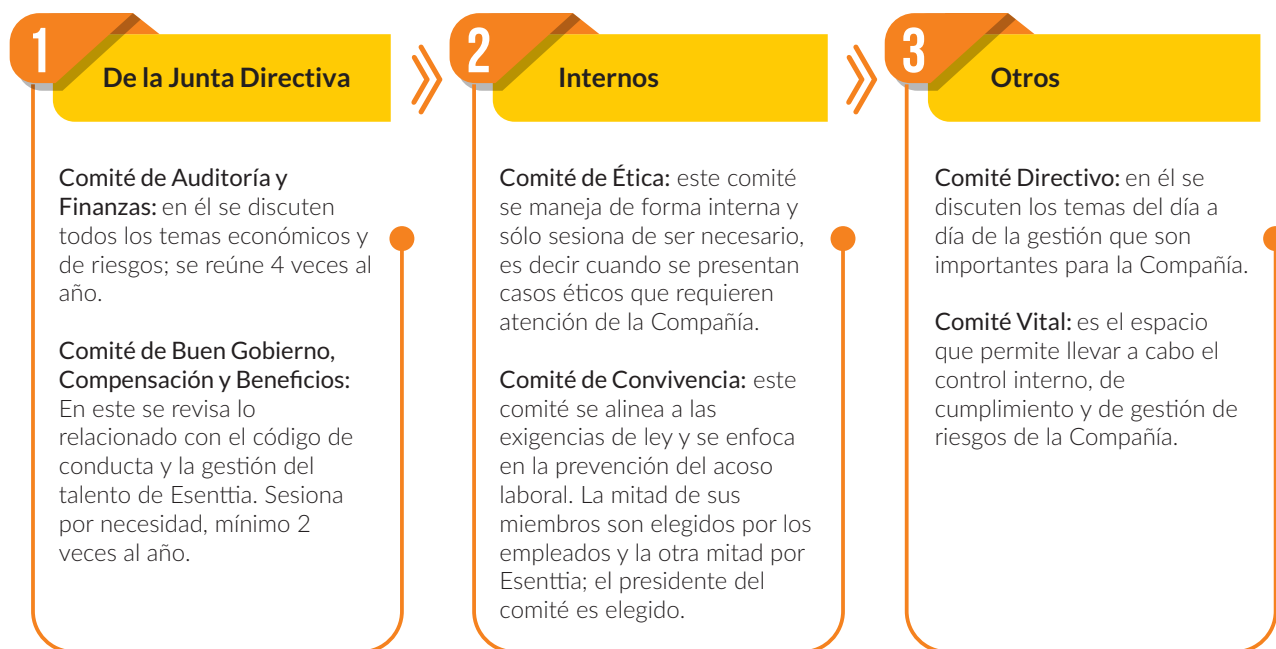 1
De la Junta Directiva
Comité de Auditoría y
Finanzas: en él se discuten
todos los temas económicos y
de riesgos; se reúne 4 veces al
año.
Comité de Buen Gobierno,
Compensación y Beneficios:
En este se revisa lo
relacionado con el código de
conducta y la gestión del
talento de Esenttia. Sesiona
por necesidad, mínimo 2
veces al año.
2
Internos
Comité de Ética: este comité
se maneja de forma interna y
sólo sesiona de ser necesario,
es decir cuando se presentan
casos éticos que requieren
atención de la Compañía.
Comité de Convivencia: este
comité se alinea a las
exigencias de ley y se enfoca
en la prevención del acoso
laboral. La mitad de sus
miembros son elegidos por los
empleados y la otra mitad por
Esenttia; el presidente del
comité es elegido.
3
Otros
Comité Directivo: en él se
discuten los temas del día a
día de la gestión que son
importantes para la Compañía.
Comité Vital: es el espacio
que permite llevar a cabo el
control interno, de
cumplimiento y de gestión de
riesgos de la Compañía.